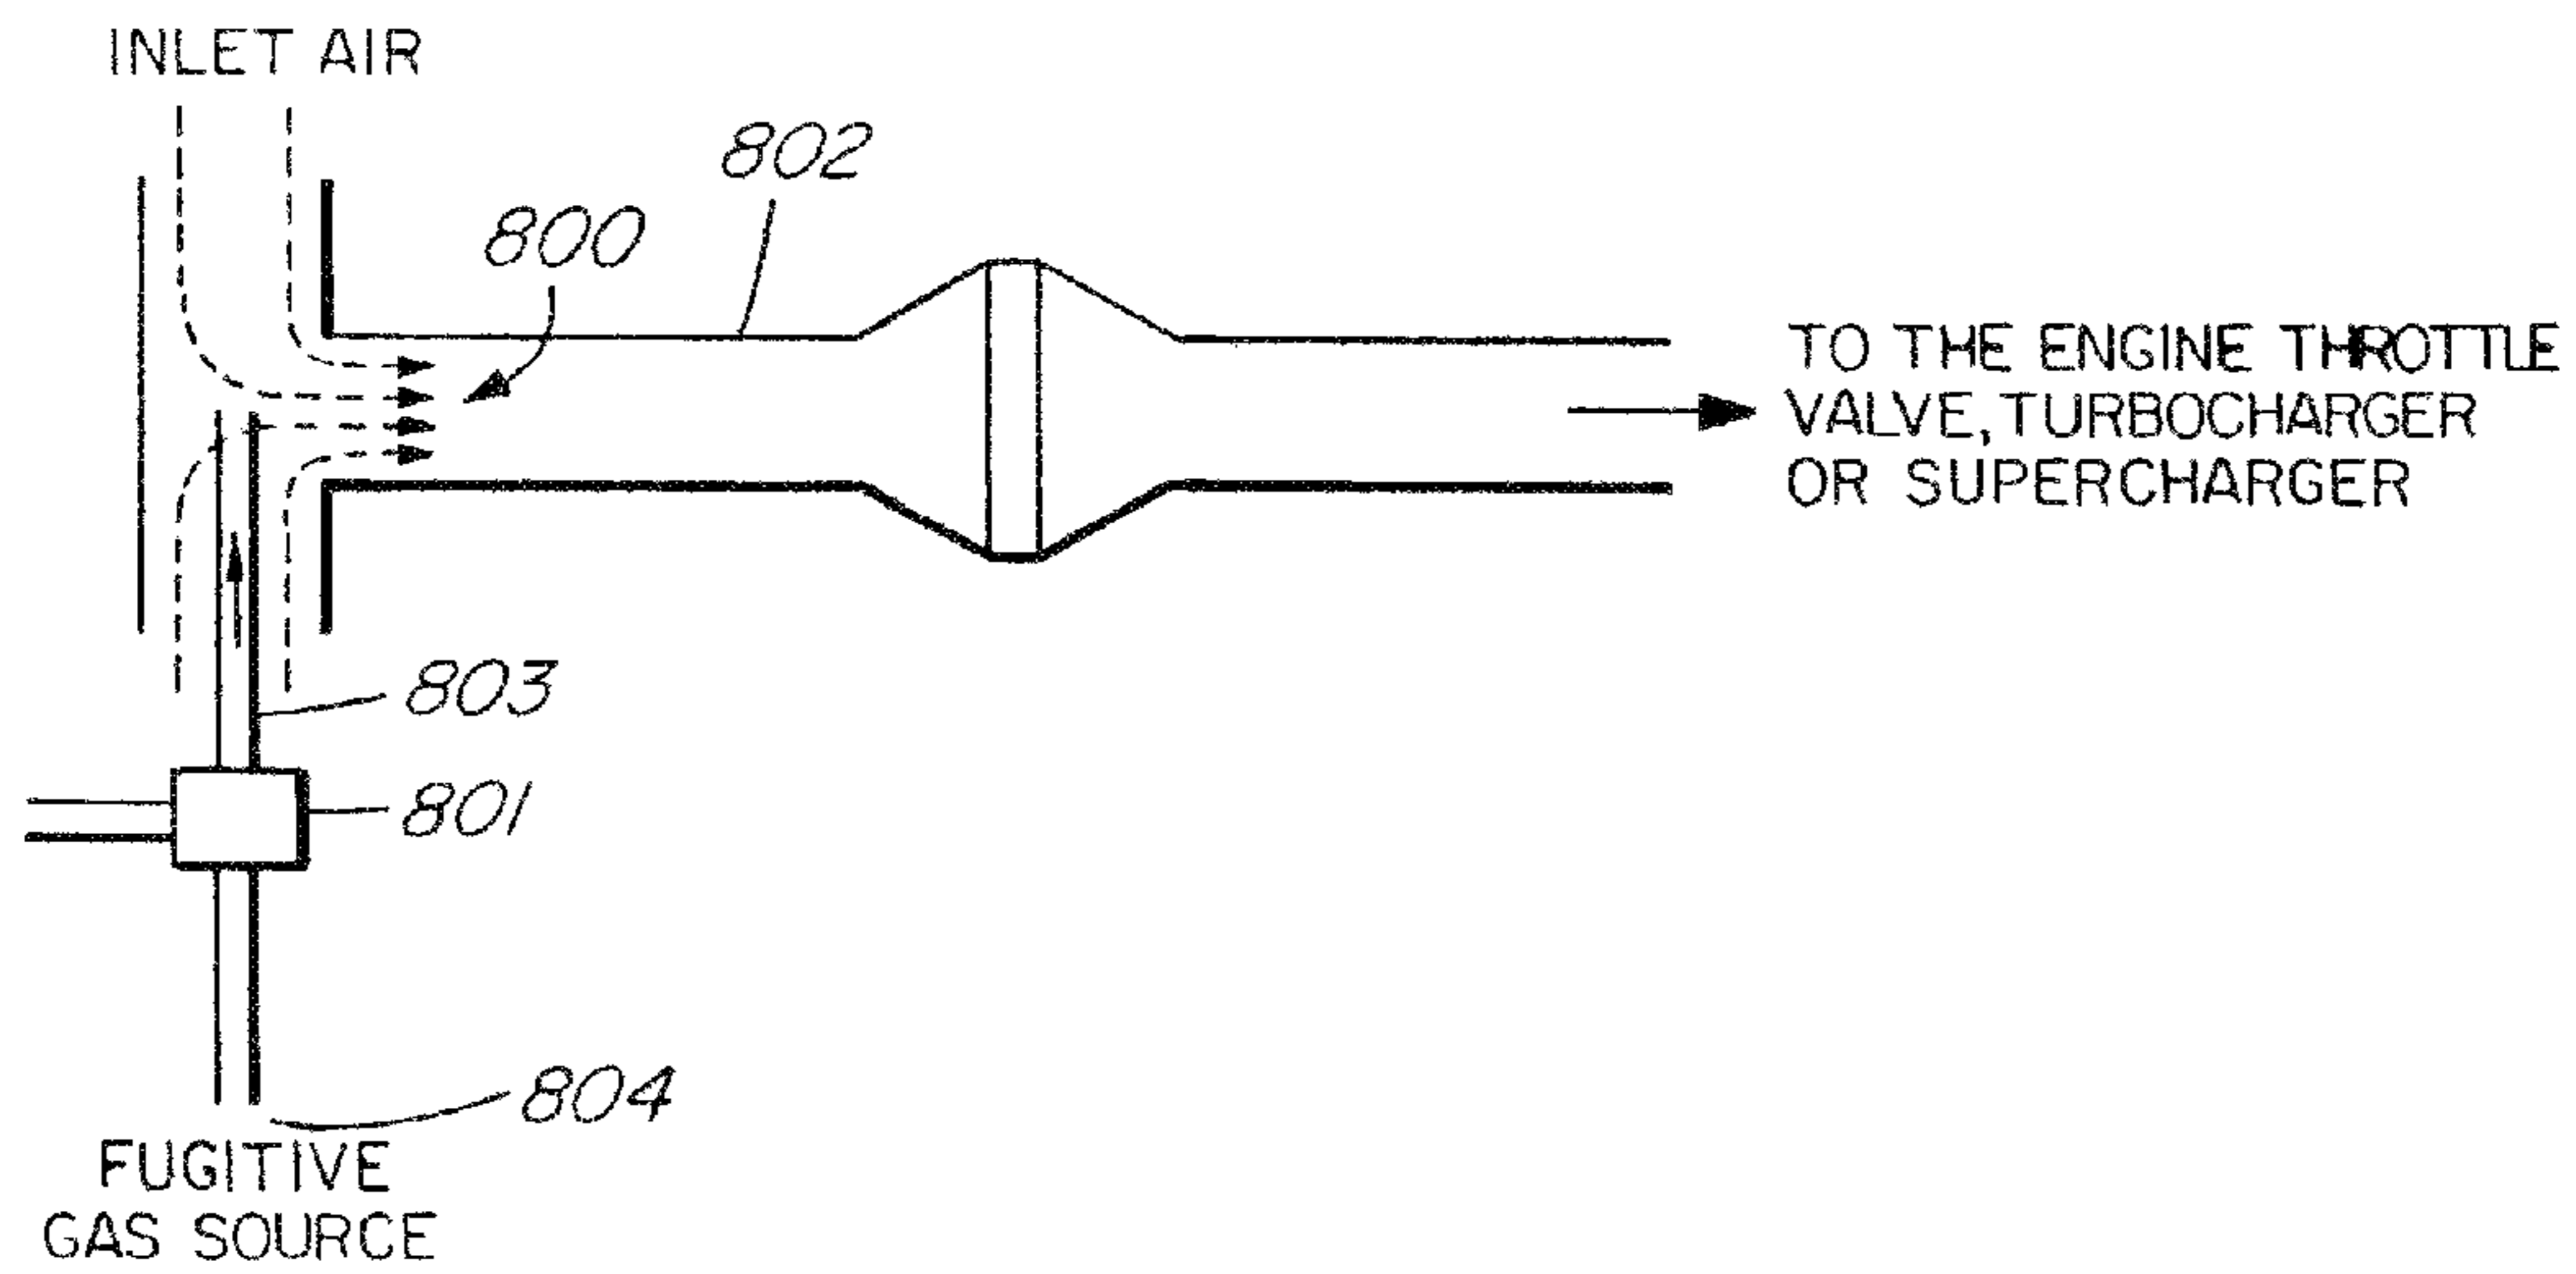 INLET AIR
802
800
TO THE ENGINE THROTTLE
VALVE, TURBOCHARGER
OR SUPERCHARGER
803
801
804
FUGITIVE
GAS SOURCE